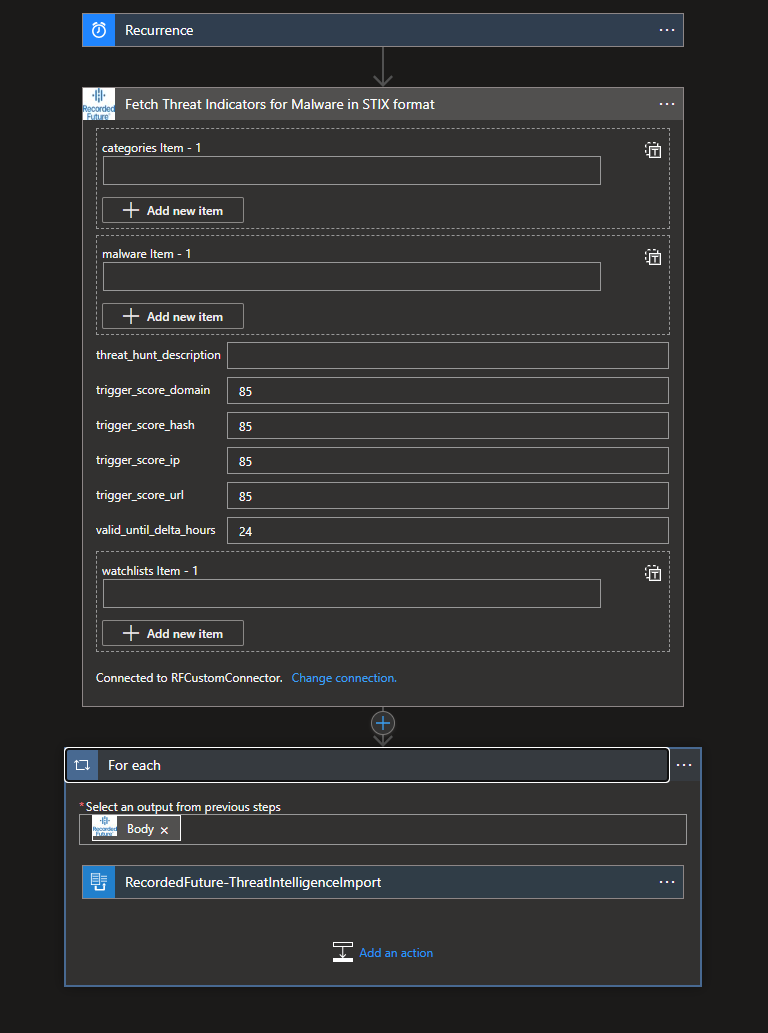 Recurrence
Recorded
Future
Fetch Threat Indicators for Malware in STIX format
categories Item - 1
Add new item
malware Item - 1
Add new item
threat_hunt_description
trigger_score_domain 85
trigger_score_hash 85
trigger_score_ip 85
trigger_score_url 85
valid_until_delta_hours 24
watchlists Item - 1
Add new item
Connected to RFCustomConnector. Change connection.
For each
* Select an output from previous steps
Recorded
Future
Body ×
RecordedFuture-ThreatIntelligenceImport
Add an action